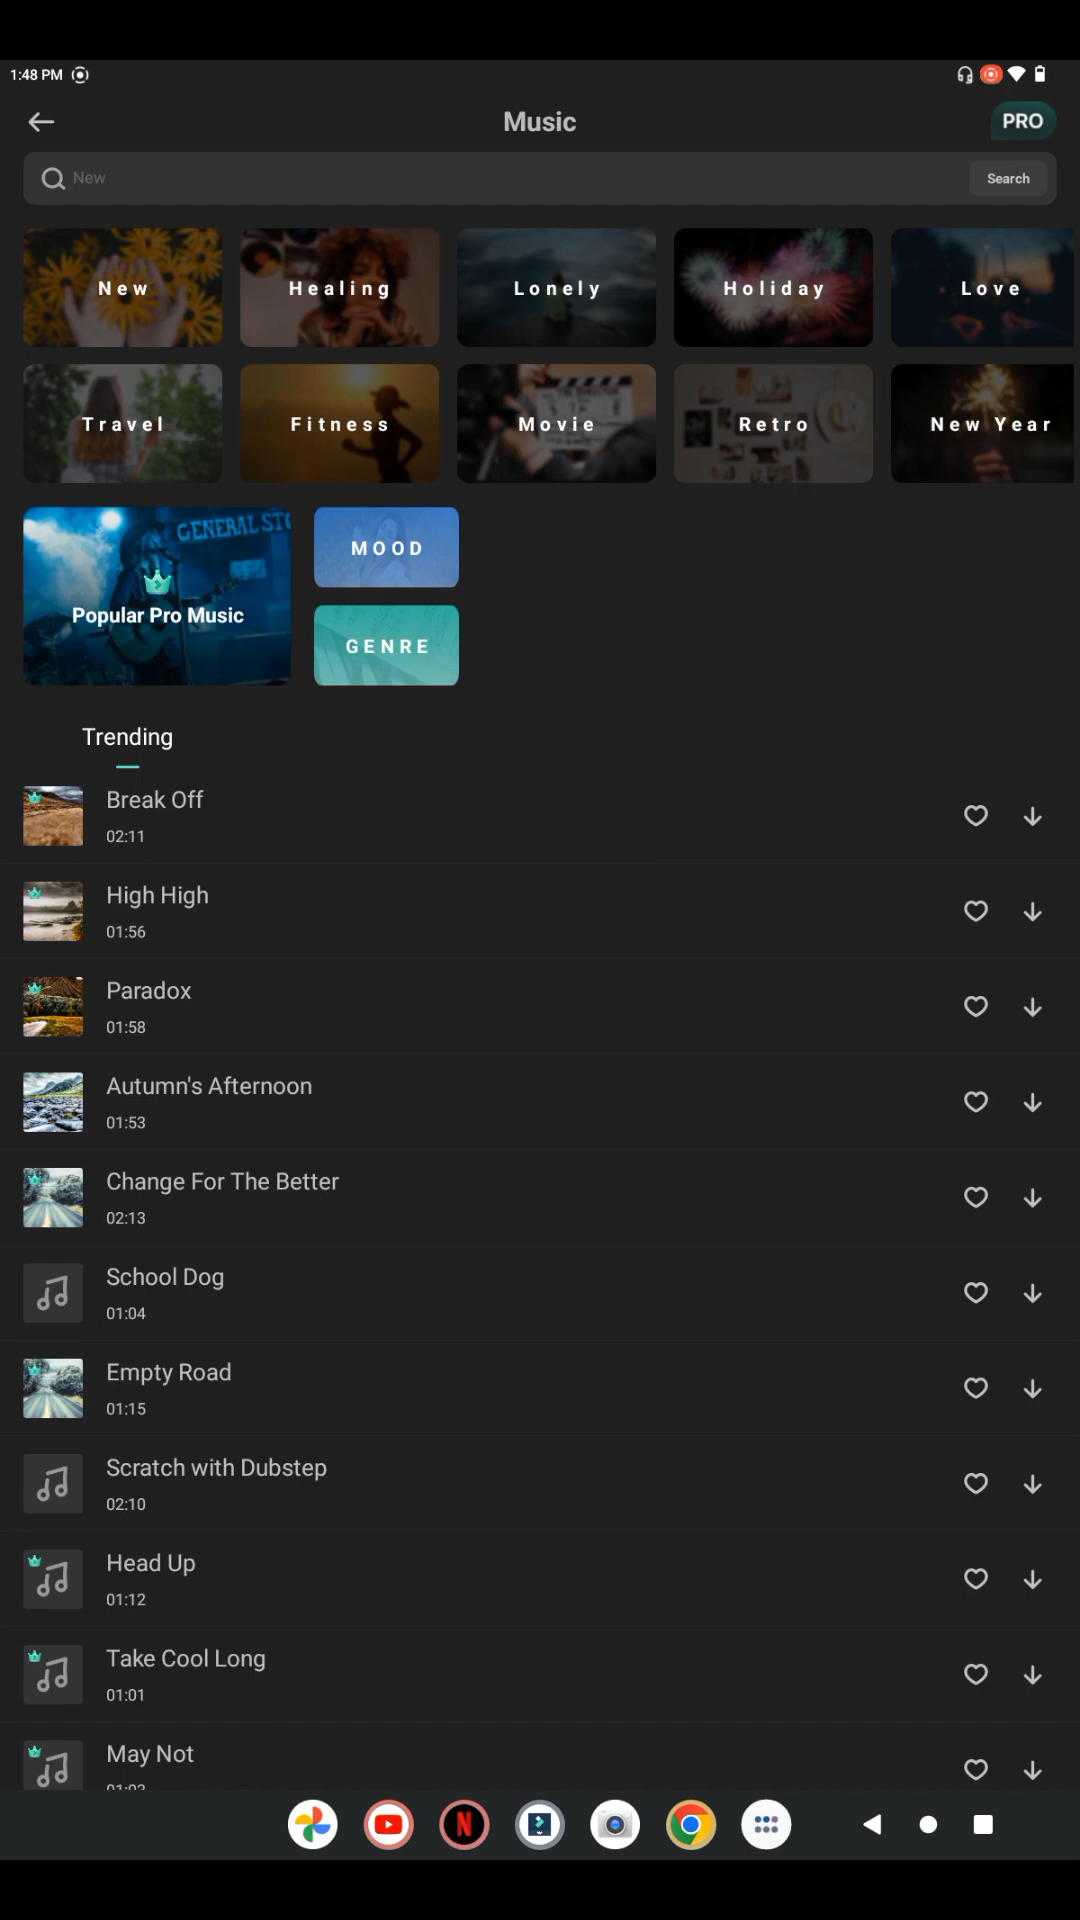 1:48 PM
Music
PRO
New
Search
New
Healing
Lonely
Holiday
Love
Travel
Fitness
Movie
Retro
New Year
GENERAL STO
Popular Pro Music
MOOD
GENRE
Trending
Break Off
02:11
High High
01:56
Paradox
01:58
Autumn's Afternoon
01:53
Change For The Better
02:13
School Dog
01:04
Empty Road
01:15
Scratch with Dubstep
02:10
Head Up
01:12
Take Cool Long
01:01
May Not